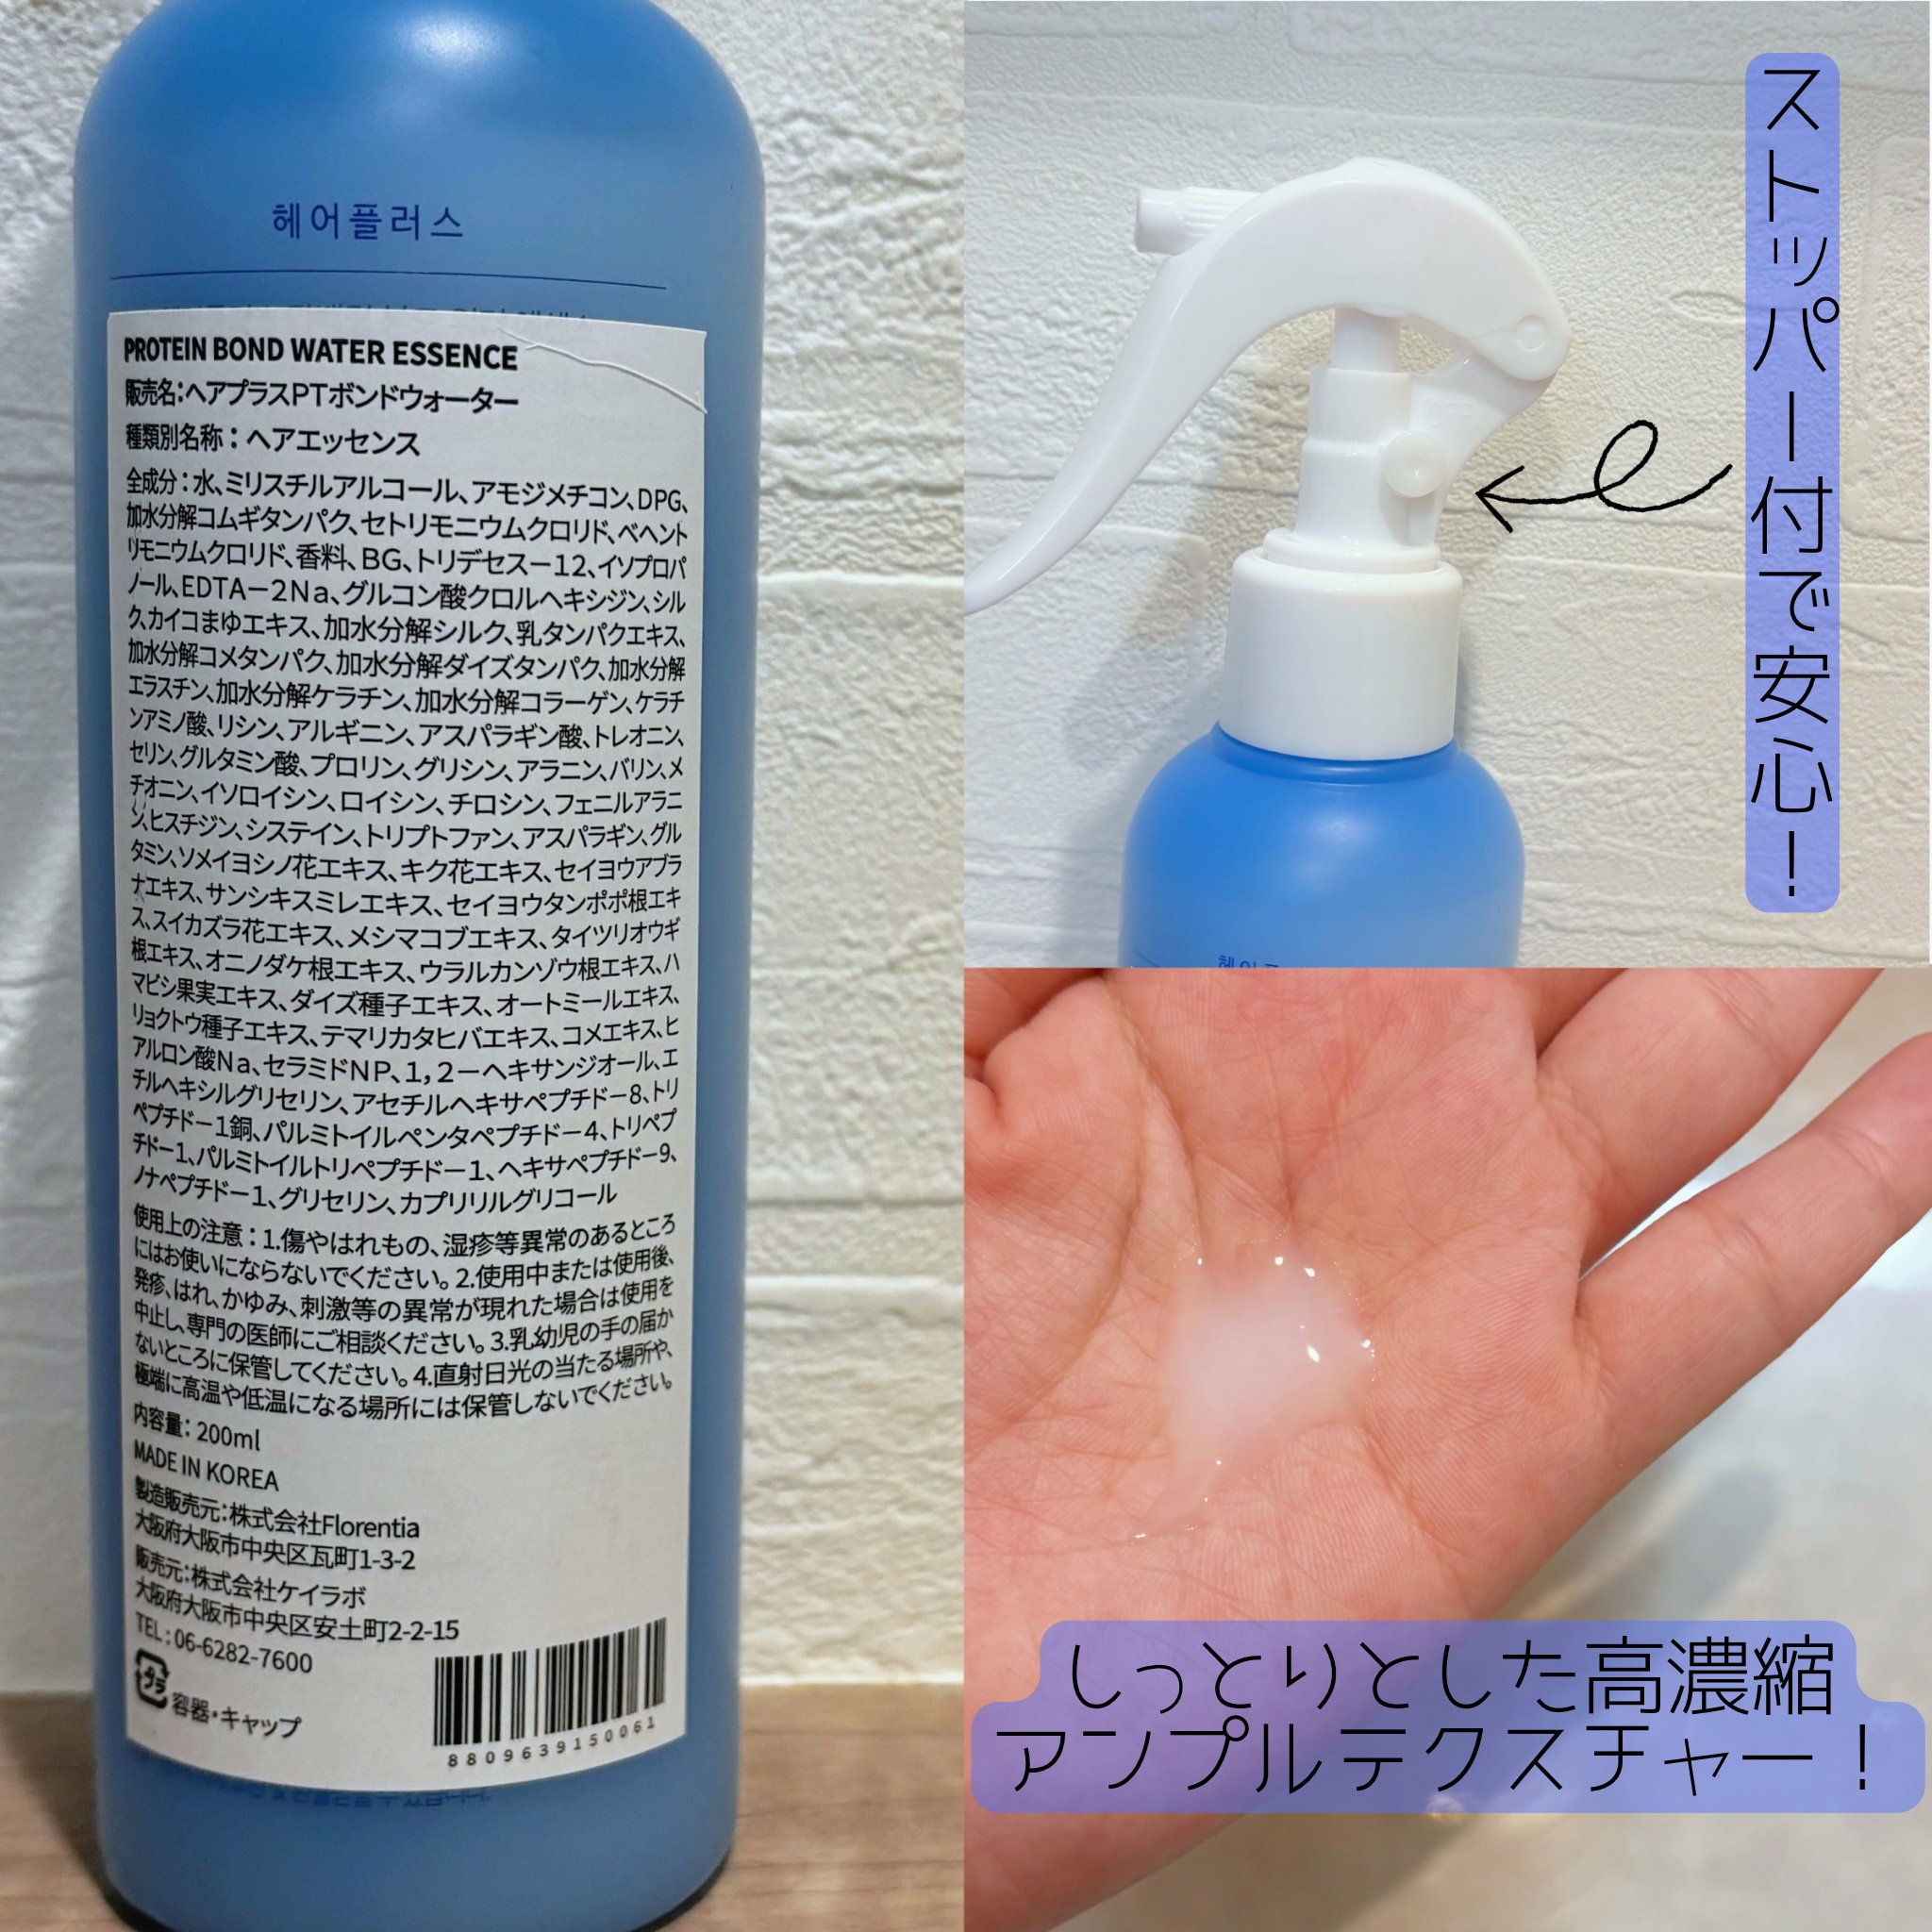 헤어플러스
PROTEIN BOND WATER ESSENCE
販売名:ヘアプラスPTボンドウォーター
種類別名称:ヘアエッセンス
全成分:水、ミリスチルアルコール、アモジメチコン、DPG、
加水分解コムギタンパク、セトリモニウムクロリド、ベヘント
リモニウムクロリド、香料、BG、トリデセス－12、イソプロパ
ノール、EDTA－2Na、グルコン酸クロルヘキシジン、シル
ク、カイコまゆエキス、加水分解シルク、乳タンパクエキス、
加水分解コメタンパク、加水分解ダイズタンパク、加水分解
エラスチン、加水分解ケラチン、加水分解コラーゲン、ケラチ
ンアミノ酸、リシン、アルギニン、アスパラギン酸、トレオニン、
セリン、グルタミン酸、プロリン、グリシン、アラニン、バリン、メ
チオニン、イソロイシン、ロイシン、チロシン、フェニルアラニ
ン、ヒスチジン、システイン、トリプトファン、アスパラギン、グル
タミン、ソメイヨシノ花エキス、キク花エキス、セイヨウアブラ
ナエキス、サンシキスミレエキス、セイヨウタンポポ根エキ
ス、スイカズラ花エキス、メシマコブエキス、タイツリオウギ
根エキス、オニノダケ根エキス、ウラルカンゾウ根エキス、ハ
マビシ果実エキス、ダイズ種子エキス、オートミールエキス、
リョクトウ種子エキス、テマリカタヒバエキス、コメエキス、ヒ
アルロン酸Na、セラミドNP、1,2－ヘキサンジオール、エ
チルヘキシルグリセリン、アセチルヘキサペプチド－8、トリ
ペプチド－1銅、パルミトイルペンタペプチド－4、トリペプ
チド－1、パルミトイルトリペプチド－1、ヘキサペプチド－9、
ノナペプチド－1、グリセリン、カプリリルグリコール
使用上の注意：1.傷やはれもの、湿疹等異常のあるところ
にはお使いにならないでください。2.使用中または使用後、
発疹、はれ、かゆみ、刺激等の異常が現れた場合は使用を
中止し、専門の医師にご相談ください。3.乳幼児の手の届か
ないところに保管してください。4.直射日光の当たる場所や、
極端に高温や低温になる場所には保管しないでください。
内容量：200ml
MADE IN KOREA
製造販売元：株式会社Florentia
大阪府大阪市中央区瓦町1-3-2
販売元：株式会社ケイラボ
大阪府大阪市中央区安土町2-2-15
TEL：06-6282-7600
プラ 容器・キャップ
8809639150061
ストッパー付で安心！
しっとりとした高濃縮
アンプルテクスチャー！